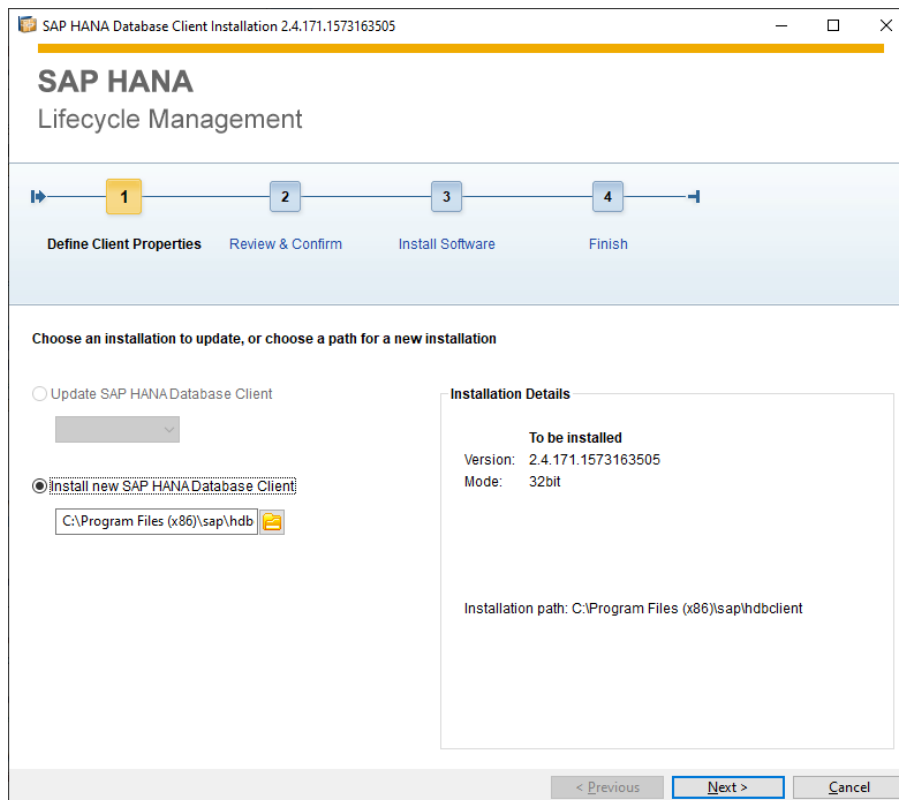 SAP HANA Database Client Installation 2.4.171.1573163505
SAP HANA
Lifecycle Management
1
2
3
4
Define Client Properties
Review & Confirm
Install Software
Finish
Choose an installation to update, or choose a path for a new installation
Update SAP HANA Database Client
Install new SAP HANA Database Client
C:\Program Files (x86)\sap\hdb
Installation Details
To be installed
Version: 2.4.171.1573163505
Mode: 32bit
Installation path: C:\Program Files (x86)\sap\hdbclient
< Previous
Next >
Cancel